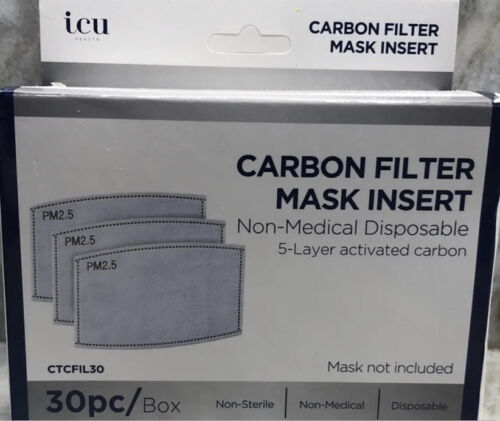 icu
HEALTH
CARBON FILTER
MASK INSERT
CARBON FILTER
MASK INSERT
Non-Medical Disposable
5-Layer activated carbon
PM2.5
PM2.5
PM2.5
CTCFIL30
Mask not included
30pc/Box
Non-Sterile
Non-Medical
Disposable